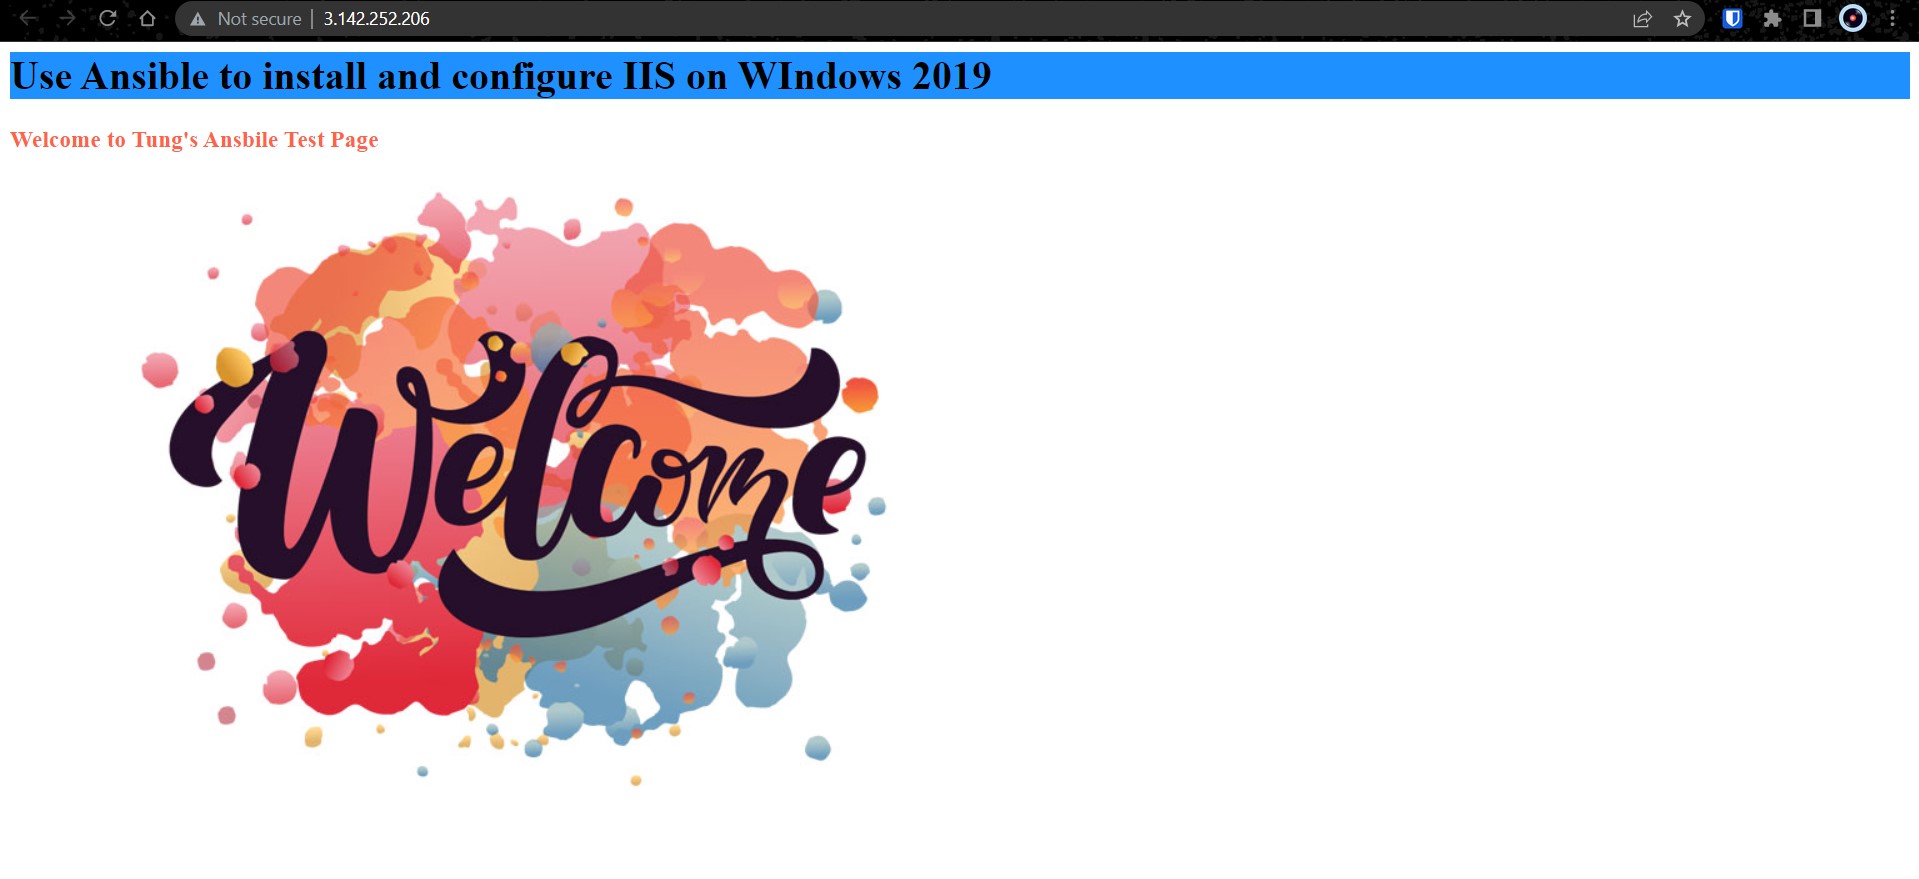 Not secure | 3.142.252.206
Use Ansible to install and configure IIS on WIndows 2019
Welcome to Tung's Ansbile Test Page
Welcome